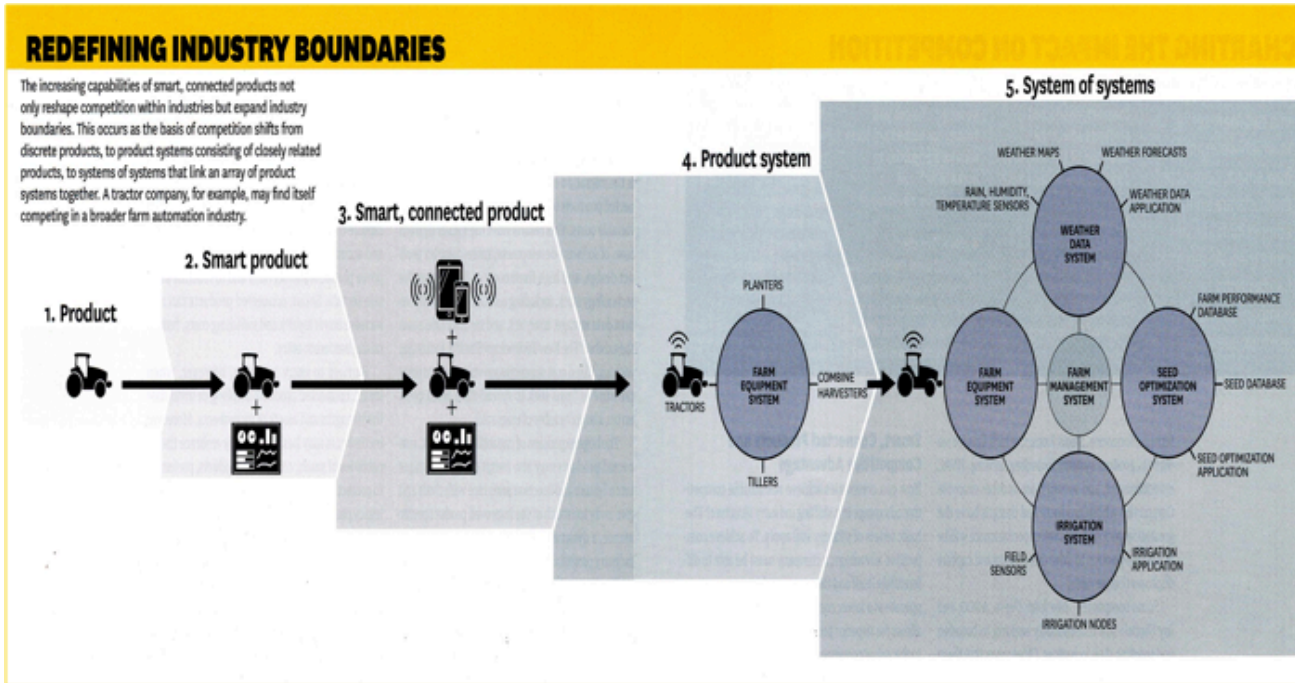 REDEFINING INDUSTRY BOUNDARIES
CHARTING THE IMPACT ON COMPETITION
The increasing capabilities of smart, connected products not
only reshape competition within industries but expand industry
boundaries. This occurs as the basis of competition shifts from
discrete products, to product systems consisting of closely related
products, to systems of systems that link an array of product
systems together. A tractor company, for example, may find itself
competing in a broader farm automation industry.
1. Product
2. Smart product
3. Smart, connected product
4. Product system
PLANTERS
TRACTORS
FARM
EQUIPMENT
SYSTEM
COMBINE
HARVESTERS
TILLERS
5. System of systems
WEATHER MAPS
WEATHER FORECASTS
RAIN, HUMIDITY,
TEMPERATURE SENSORS
WEATHER DATA
APPLICATION
WEATHER
DATA
SYSTEM
FARM PERFORMANCE
DATABASE
FARM
EQUIPMENT
SYSTEM
FARM
MANAGEMENT
SYSTEM
SEED
OPTIMIZATION
SYSTEM
SEED DATABASE
SEED OPTIMIZATION
APPLICATION
IRRIGATION
SYSTEM
FIELD
SENSORS
IRRIGATION
APPLICATION
IRRIGATION NODES